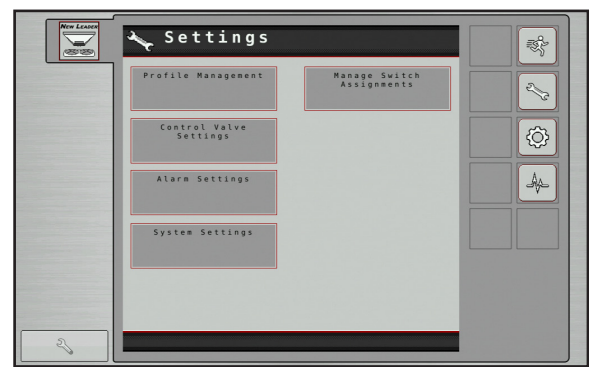 NEW LEADER
Settings
Profile Management
Manage Switch
Assignments
Control Valve
Settings
Alarm Settings
System Settings